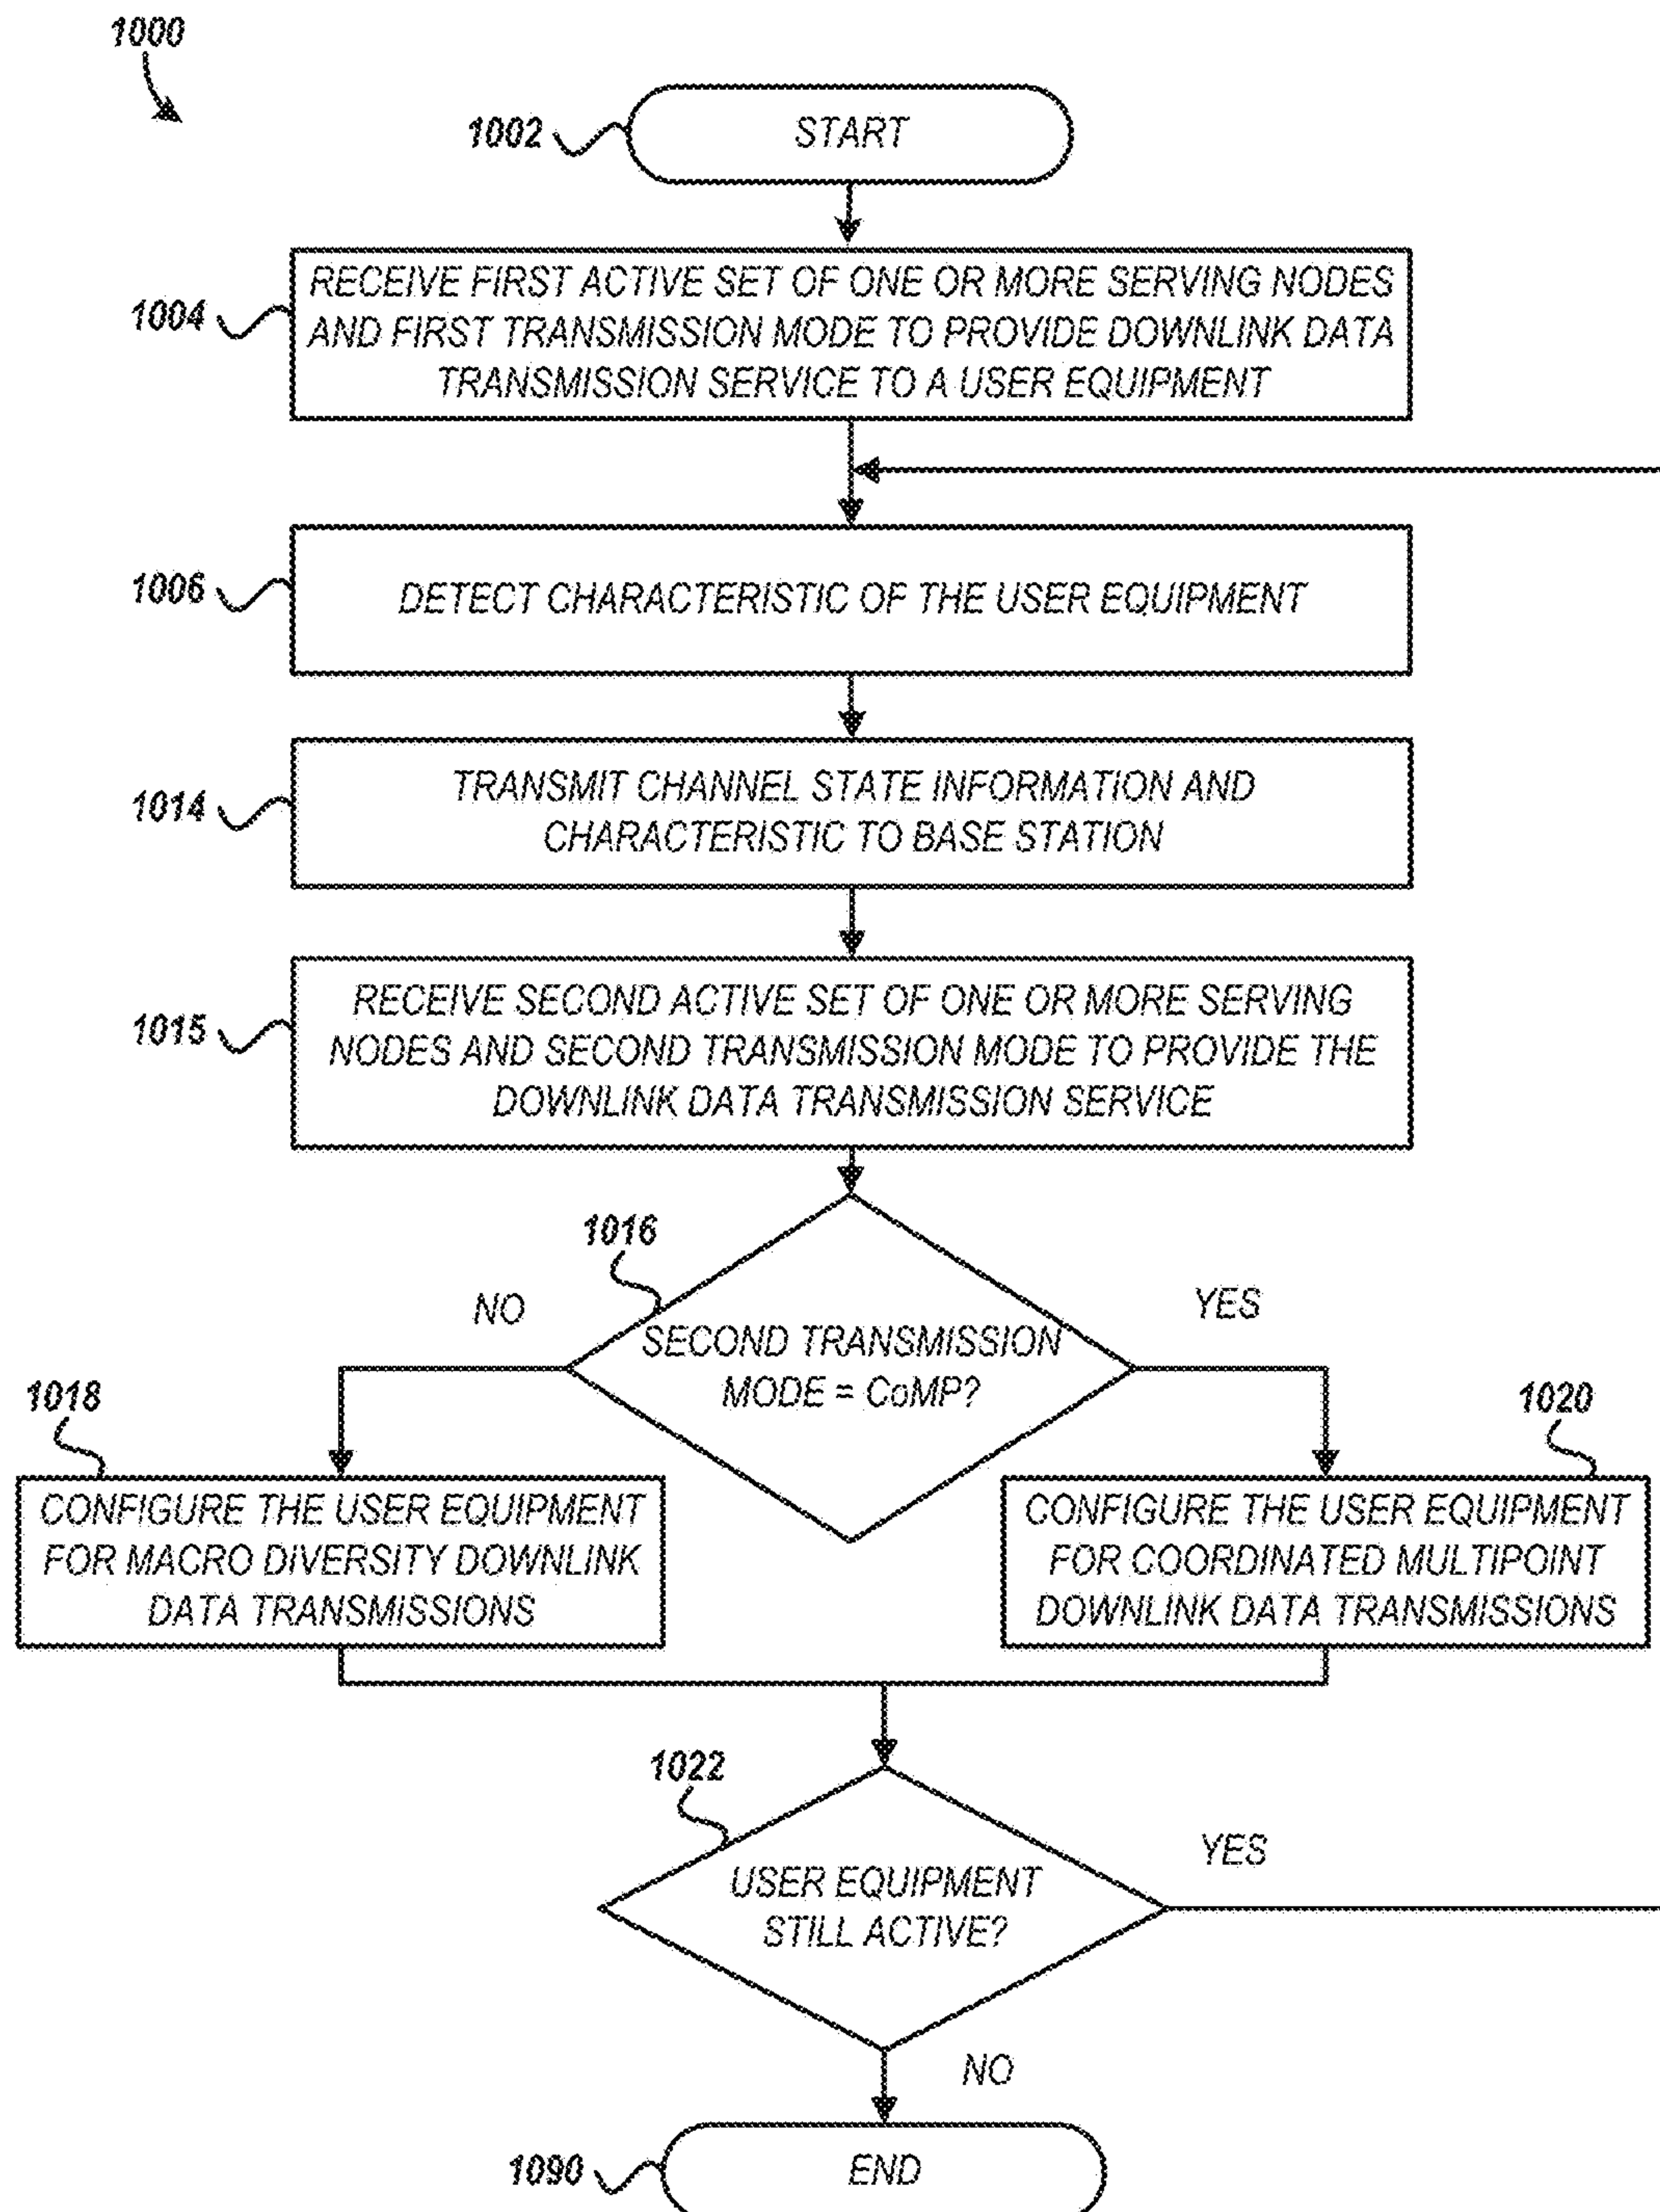 1000
1002
START
1004
RECEIVE FIRST ACTIVE SET OF ONE OR MORE SERVING NODES
AND FIRST TRANSMISSION MODE TO PROVIDE DOWNLINK DATA
TRANSMISSION SERVICE TO A USER EQUIPMENT
1006
DETECT CHARACTERISTIC OF THE USER EQUIPMENT
1014
TRANSMIT CHANNEL STATE INFORMATION AND
CHARACTERISTIC TO BASE STATION
1015
RECEIVE SECOND ACTIVE SET OF ONE OR MORE SERVING
NODES AND SECOND TRANSMISSION MODE TO PROVIDE THE
DOWNLINK DATA TRANSMISSION SERVICE
1016
NO
YES
SECOND TRANSMISSION
MODE = CoMP?
1018
CONFIGURE THE USER EQUIPMENT
FOR MACRO DIVERSITY DOWNLINK
DATA TRANSMISSIONS
1020
CONFIGURE THE USER EQUIPMENT
FOR COORDINATED MULTIPOINT
DOWNLINK DATA TRANSMISSIONS
1022
YES
USER EQUIPMENT
STILL ACTIVE?
NO
1090
END